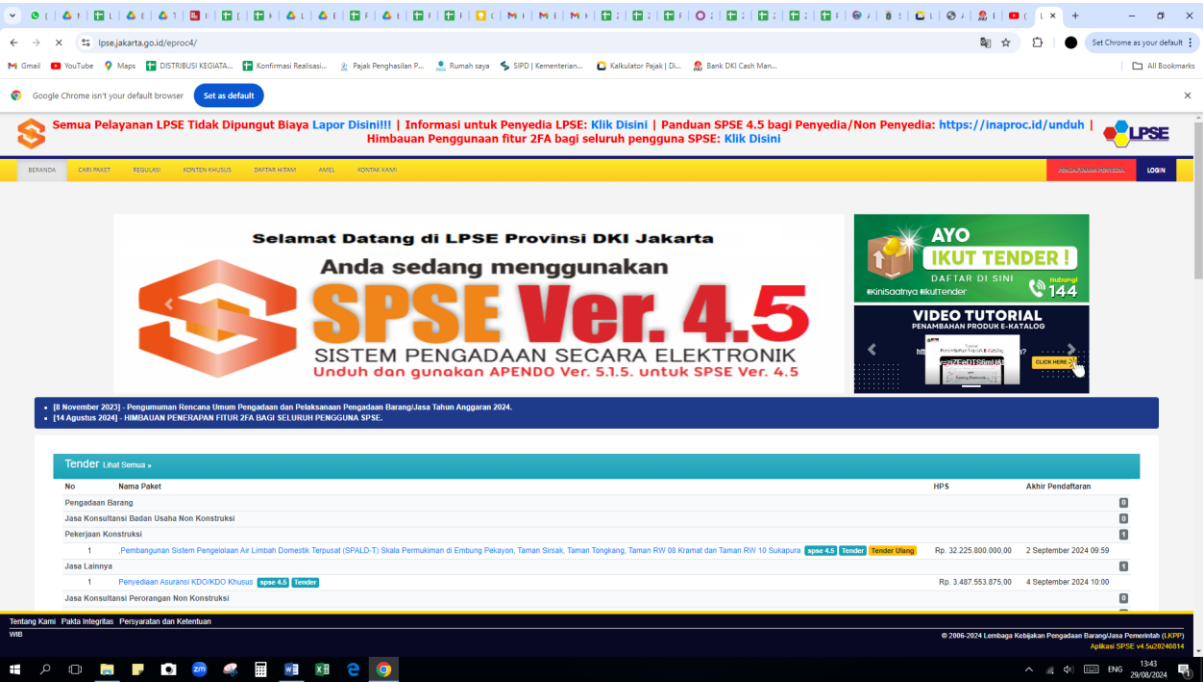 lpse.jakarta.go.id/eproc4/
Set Chrome as your default
Gmail YouTube Maps DISTRIBUSI KEGIATA... Konfirmasi Realisasi... Pajak Penghasilan P... Rumah saya SIPD | Kementerian... Kalkulator Pajak | Di... Bank DKI Cash Man... All Bookmarks
Google Chrome isn't your default browser Set as default
Semua Pelayanan LPSE Tidak Dipungut Biaya Lapor Disini!!! | Informasi untuk Penyedia LPSE: Klik Disini | Panduan SPSE 4.5 bagi Penyedia/Non Penyedia: https://inaproc.id/unduh |
Himbauan Penggunaan fitur 2FA bagi seluruh pengguna SPSE: Klik Disini
LPSE
BERANDA CARI PAKET REGULASI KONTEN KHUSUS DAFTAR HITAM AMEL KONTAK KAMI LOGIN
Selamat Datang di LPSE Provinsi DKI Jakarta
Anda sedang menggunakan
SPSE Ver. 4.5
SISTEM PENGADAAN SECARA ELEKTRONIK
Unduh dan gunakan APENDO Ver. 5.1.5. untuk SPSE Ver. 4.5
AYO
IKUT TENDER !
DAFTAR DI SINI
#KiniSaatnya #IkutTender
hubungi
144
VIDEO TUTORIAL
PENAMBAHAN PRODUK E-KATALOG
CLICK HERE
[8 November 2023] - Pengumuman Rencana Umum Pengadaan dan Pelaksanaan Pengadaan Barang/Jasa Tahun Anggaran 2024.
[14 Agustus 2024] - HIMBAUAN PENERAPAN FITUR 2FA BAGI SELURUH PENGGUNA SPSE.
Tender Lihat Semua »
No Nama Paket HPS Akhir Pendaftaran
Pengadaan Barang 0
Jasa Konsultansi Badan Usaha Non Konstruksi 0
Pekerjaan Konstruksi 1
1 .Pembangunan Sistem Pengelolaan Air Limbah Domestik Terpusat (SPALD-T) Skala Permukiman di Embung Pekayon, Taman Sirsak, Taman Tongkang, Taman RW 08 Kramat dan Taman RW 10 Sukapura spse 4.5 Tender Tender Ulang Rp. 32.225.800.000,00 2 September 2024 09:59
Jasa Lainnya 1
1 Penyediaan Asuransi KDO/KDO Khusus spse 4.5 Tender Rp. 3.487.553.875,00 4 September 2024 10:00
Jasa Konsultansi Perorangan Non Konstruksi 0
Tentang Kami Pakta Integritas Persyaratan dan Ketentuan
WIB
© 2006-2024 Lembaga Kebijakan Pengadaan Barang/Jasa Pemerintah (LKPP)
Aplikasi SPSE v4.5u20240814
zm
ENG 13:43
29/08/2024